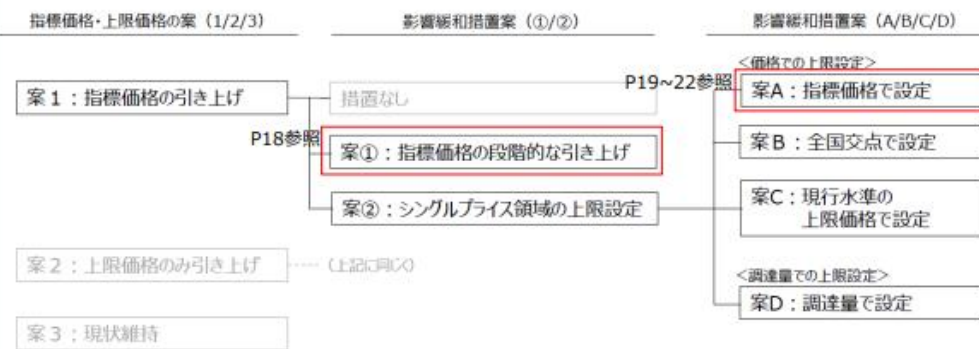 指標価格・上限価格の案（1/2/3）
影響緩和措置案（①/②）
影響緩和措置案（A/B/C/D）
<価格での上限設定>
P19~22参照
案１：指標価格の引き上げ
措置なし
案A：指標価格で設定
P18参照
案①：指標価格の段階的な引き上げ
案B：全国交点で設定
案②：シングルプライス領域の上限設定
案C：現行水準の
上限価格で設定
案２：上限価格のみ引き上げ
（上記に同じ）
<調達量での上限設定>
案D：調達量で設定
案３：現状維持